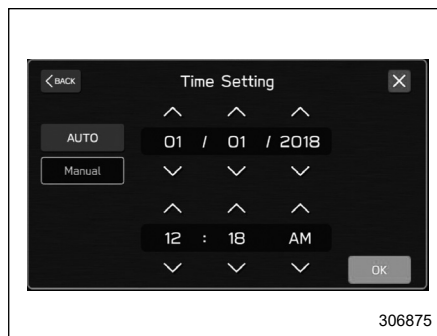 BACK
Time Setting
AUTO
01 / 01 / 2018
Manual
12 : 18 AM
OK
306875